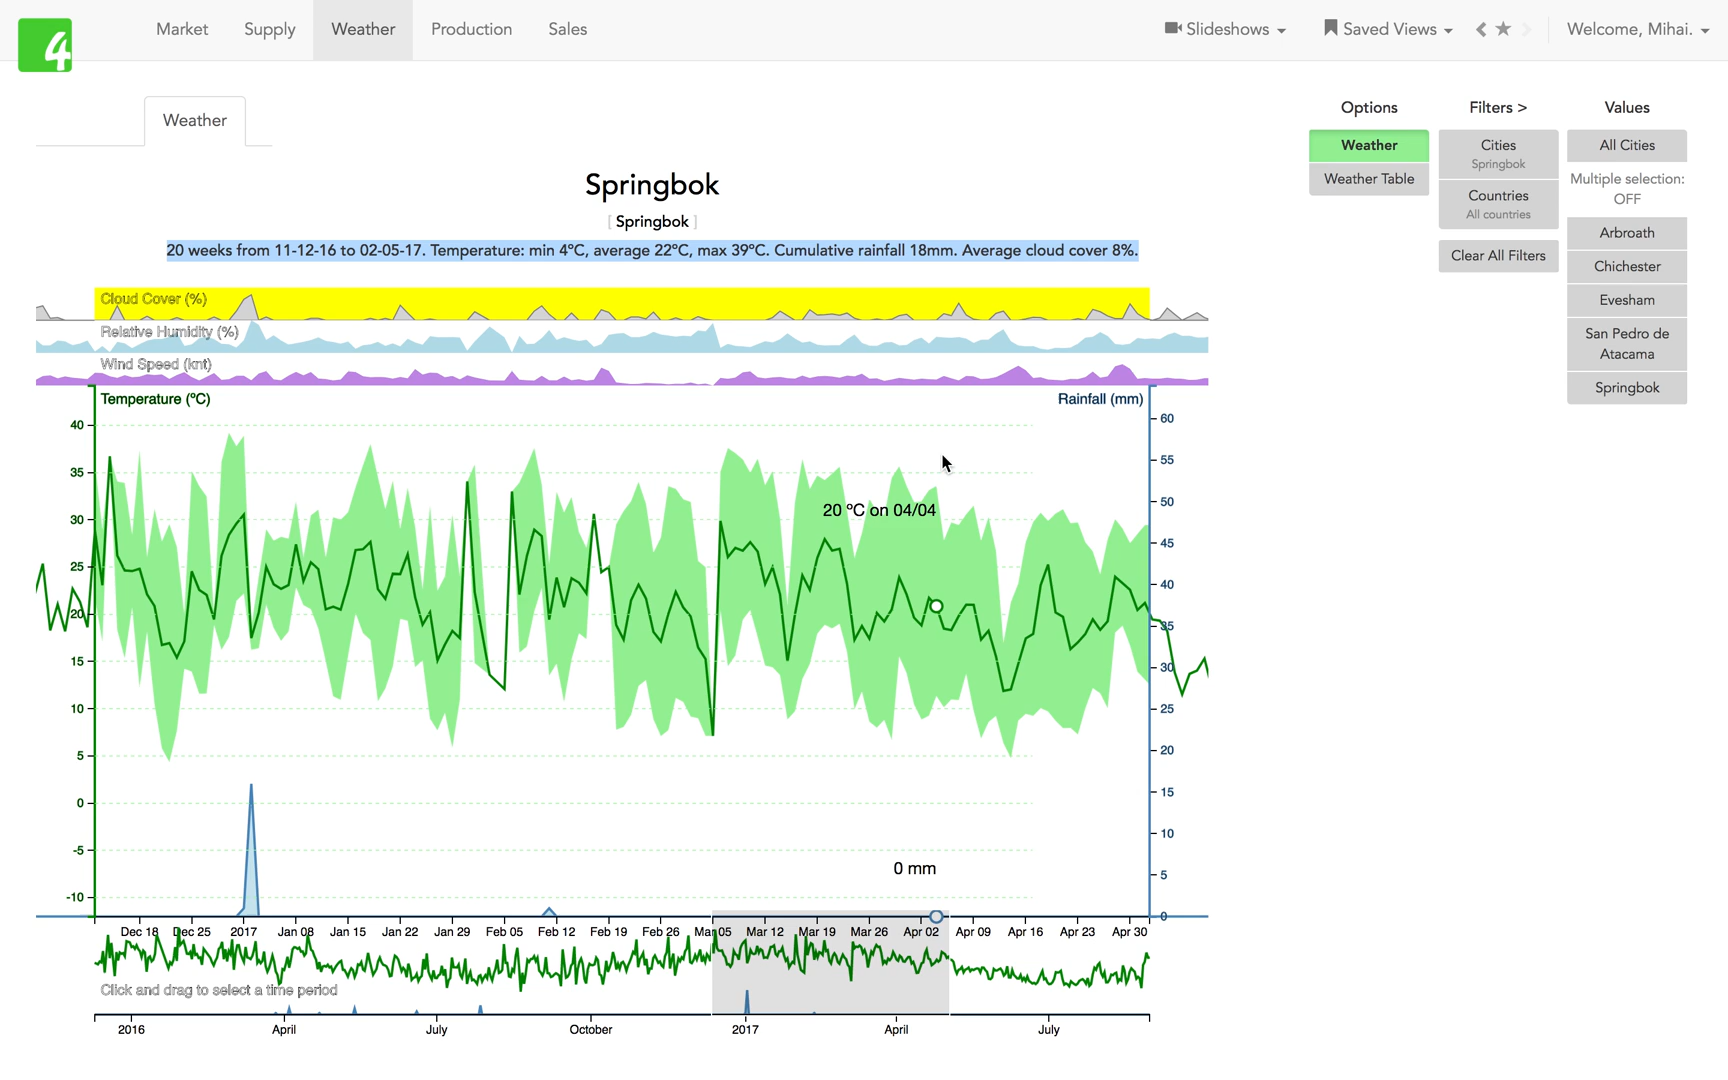 4
Market Supply Weather Production Sales
Slideshows Saved Views Welcome, Mihai.
Weather
Options Filters > Values
Weather
Weather Table
Cities
Springbok
Countries
All countries
Clear All Filters
All Cities
Multiple selection:
OFF
Arbroath
Chichester
Evesham
San Pedro de
Atacama
Springbok
Springbok
[ Springbok ]
20 weeks from 11-12-16 to 02-05-17. Temperature: min 4ºC, average 22ºC, max 39ºC. Cumulative rainfall 18mm. Average cloud cover 8%.
Cloud Cover (%)
Relative Humidity (%)
Wind Speed (knt)
Temperature (ºC)
Rainfall (mm)
40
35
30
25
20
15
10
5
0
-5
-10
60
55
50
45
40
35
30
25
20
15
10
5
0
20 ºC on 04/04
0 mm
Dec 18 Dec 25 2017 Jan 08 Jan 15 Jan 22 Jan 29 Feb 05 Feb 12 Feb 19 Feb 26 Mar 05 Mar 12 Mar 19 Mar 26 Apr 02 Apr 09 Apr 16 Apr 23 Apr 30
Click and drag to select a time period
2016 April July October 2017 April July